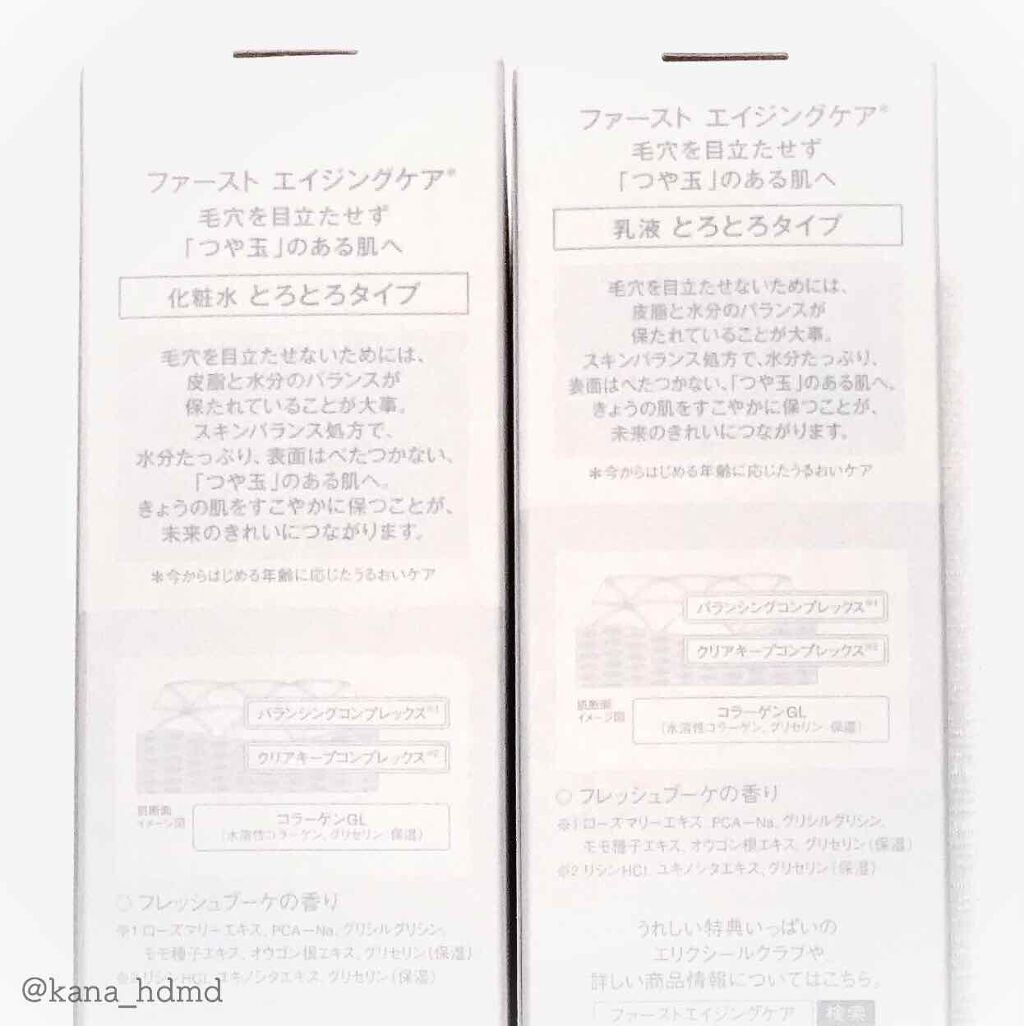 ファースト エイジングケア*
毛穴を目立たせず
「つや玉」のある肌へ
化粧水 とろとろタイプ
毛穴を目立たせないためには、
皮脂と水分のバランスが
保たれていることが大事。
スキンバランス処方で、
水分たっぷり、表面はべたつかない、
「つや玉」のある肌へ。
きょうの肌をすこやかに保つことが、
未来のきれいにつながります。
*今からはじめる年齢に応じたうるおいケア
バランシングコンプレックス※1
クリアキープコンプレックス※2
肌断面
イメージ図
コラーゲンGL
(水溶性コラーゲン、グリセリン:保湿)
○ フレッシュブーケの香り
※1 ローズマリーエキス、PCA-Na、グリシルグリシン、
モモ種子エキス、オウゴン根エキス、グリセリン(保湿)
※2 リシンHCl、ユキノシタエキス、グリセリン(保湿)
@kana_hdmd
ファースト エイジングケア*
毛穴を目立たせず
「つや玉」のある肌へ
乳液 とろとろタイプ
毛穴を目立たせないためには、
皮脂と水分のバランスが
保たれていることが大事。
スキンバランス処方で、水分たっぷり、
表面はべたつかない、「つや玉」のある肌へ。
きょうの肌をすこやかに保つことが、
未来のきれいにつながります。
*今からはじめる年齢に応じたうるおいケア
バランシングコンプレックス※1
クリアキープコンプレックス※2
肌断面
イメージ図
コラーゲンGL
(水溶性コラーゲン、グリセリン:保湿)
○ フレッシュブーケの香り
※1 ローズマリーエキス、PCA-Na、グリシルグリシン、
モモ種子エキス、オウゴン根エキス、グリセリン(保湿)
※2 リシンHCl、ユキノシタエキス、グリセリン(保湿)
うれしい特典いっぱいの
エリクシールクラブや
詳しい商品情報についてはこちら。
ファーストエイジングケア 検索